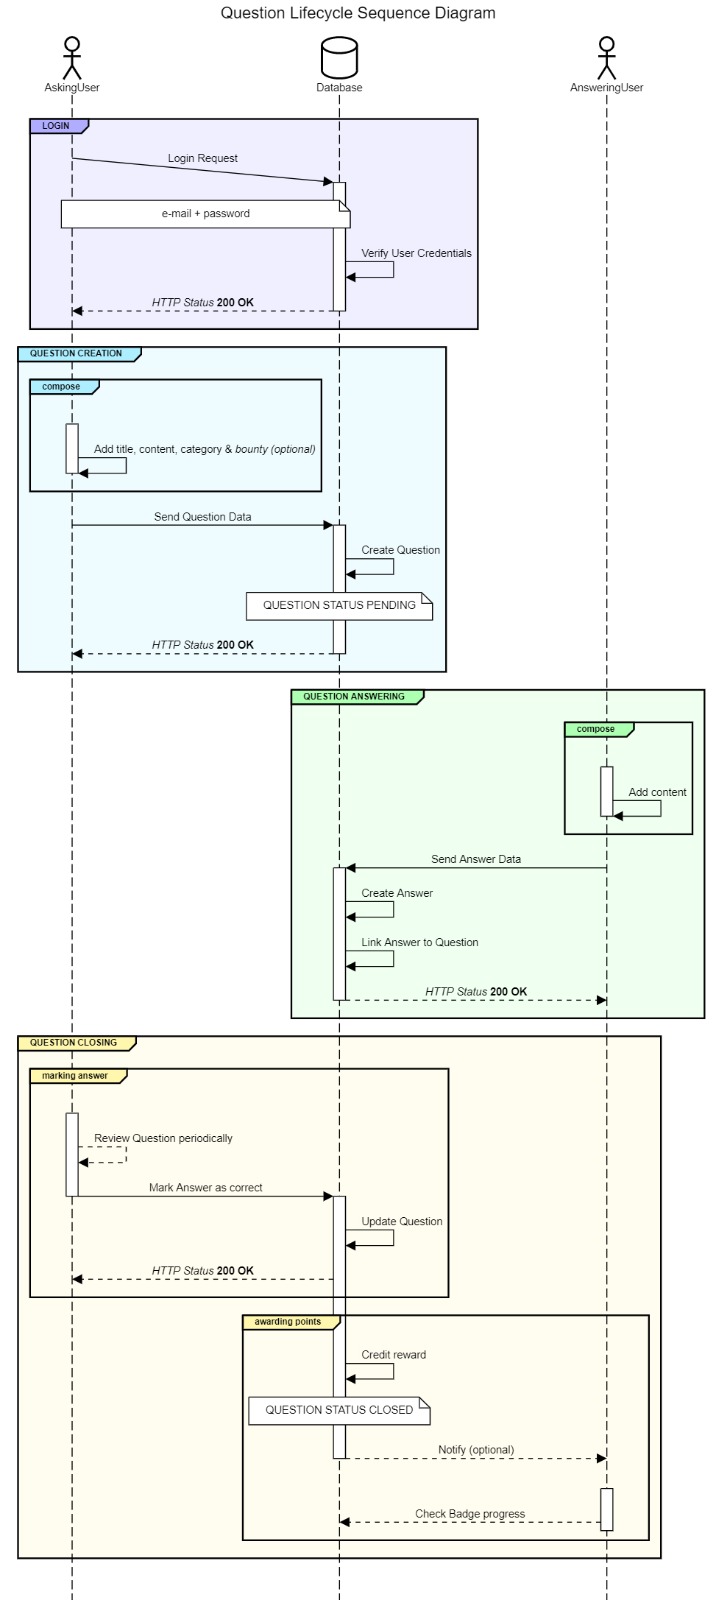 Question Lifecycle Sequence Diagram
AskingUser
Database
AnsweringUser
LOGIN
Login Request
e-mail + password
Verify User Credentials
HTTP Status 200 OK
QUESTION CREATION
compose
Add title, content, category & bounty (optional)
Send Question Data
Create Question
QUESTION STATUS PENDING
HTTP Status 200 OK
QUESTION ANSWERING
compose
Add content
Send Answer Data
Create Answer
Link Answer to Question
HTTP Status 200 OK
QUESTION CLOSING
marking answer
Review Question periodically
Mark Answer as correct
Update Question
HTTP Status 200 OK
awarding points
Credit reward
QUESTION STATUS CLOSED
Notify (optional)
Check Badge progress